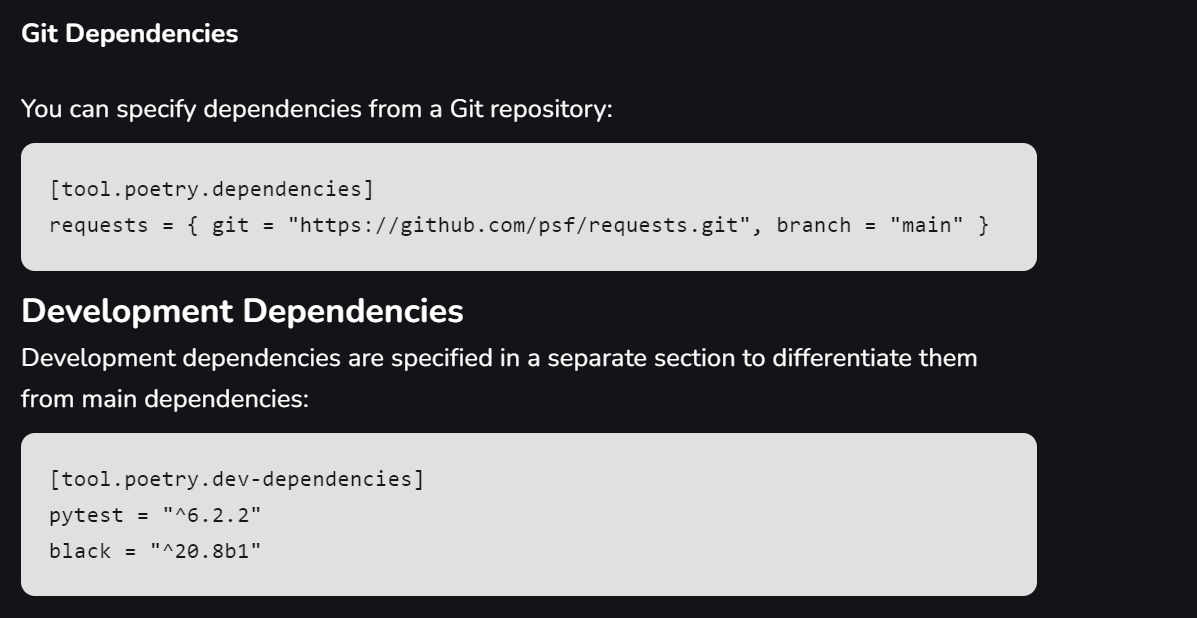 Git Dependencies
You can specify dependencies from a Git repository:
[tool.poetry.dependencies]
requests = { git = "https://github.com/psf/requests.git", branch = "main" }
Development Dependencies
Development dependencies are specified in a separate section to differentiate them
from main dependencies:
[tool.poetry.dev-dependencies]
pytest = "^6.2.2"
black = "^20.8b1"